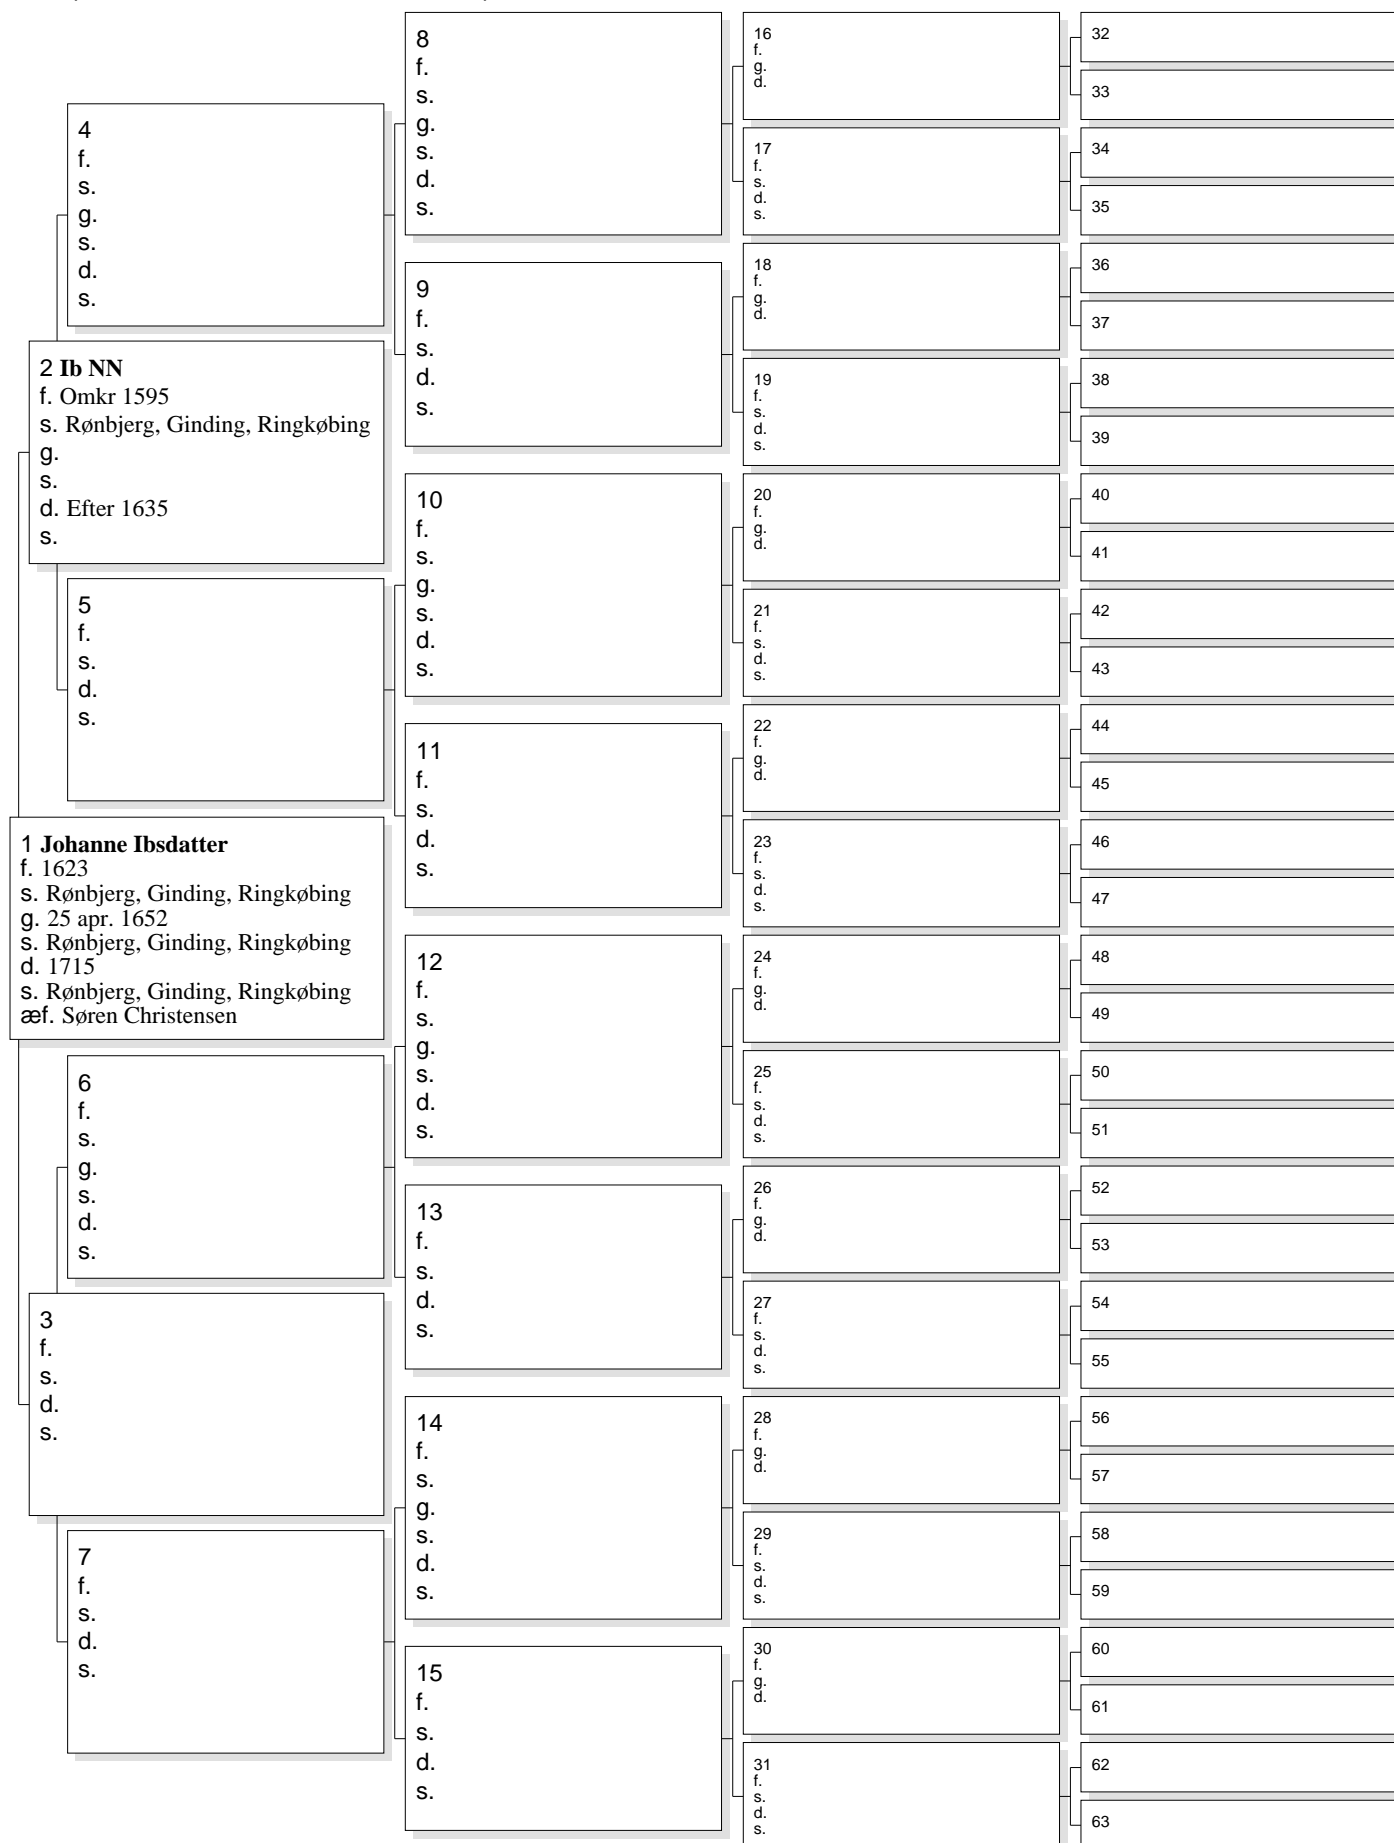 4
f.
s.
g.
s.
d.
s.
2 Ib NN
f. Omkr 1595
s. Rønbjerg, Ginding, Ringkøbing
g.
s.
d. Efter 1635
s.
5
f.
s.
d.
s.
1 Johanne Ibsdatter
f. 1623
s. Rønbjerg, Ginding, Ringkøbing
g. 25 apr. 1652
s. Rønbjerg, Ginding, Ringkøbing
d. 1715
s. Rønbjerg, Ginding, Ringkøbing
æf. Søren Christensen
6
f.
s.
g.
s.
d.
s.
3
f.
s.
d.
s.
7
f.
s.
d.
s.
8
f.
s.
g.
s.
d.
s.
9
f.
s.
d.
s.
10
f.
s.
g.
s.
d.
s.
11
f.
s.
d.
s.
12
f.
s.
g.
s.
d.
s.
13
f.
s.
d.
s.
14
f.
s.
g.
s.
d.
s.
15
f.
s.
d.
s.
16
f.
g.
d.
17
f.
s.
d.
s.
18
f.
g.
d.
19
f.
s.
d.
s.
20
f.
g.
d.
21
f.
s.
d.
s.
22
f.
g.
d.
23
f.
s.
d.
s.
24
f.
g.
d.
25
f.
s.
d.
s.
26
f.
g.
d.
27
f.
s.
d.
s.
28
f.
g.
d.
29
f.
s.
d.
s.
30
f.
g.
d.
31
f.
s.
d.
s.
32
33
34
35
36
37
38
39
40
41
42
43
44
45
46
47
48
49
50
51
52
53
54
55
56
57
58
59
60
61
62
63